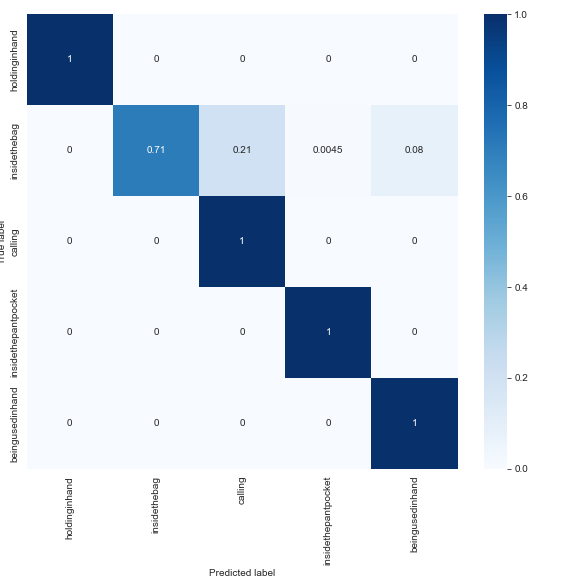 True label
holdinginhand
1 0 0 0 0
insidethebag
0 0.71 0.21 0.0045 0.08
calling
0 0 1 0 0
insidethepantpocket
0 0 0 1 0
beingusedinhand
0 0 0 0 1
holdinginhand
insidethebag
calling
insidethepantpocket
beingusedinhand
Predicted label
1.0
0.8
0.6
0.4
0.2
0.0